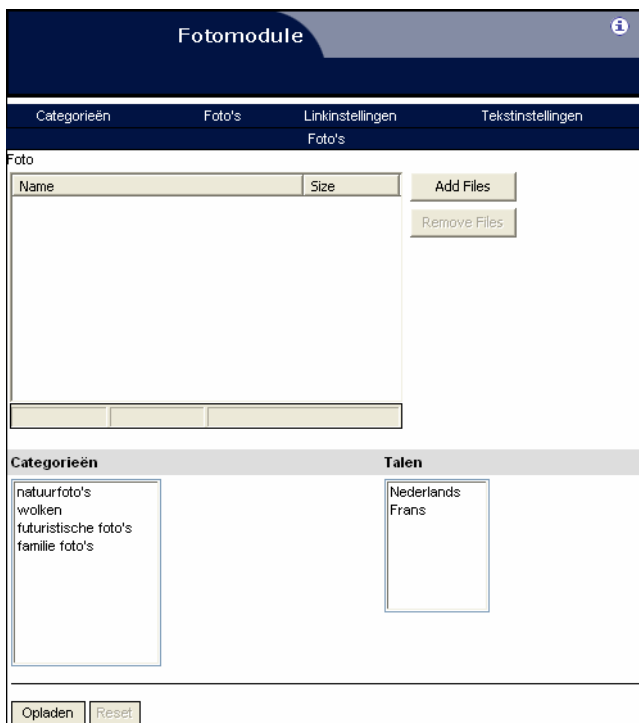 Fotomodule
Categorieën Foto's Linkinstellingen Tekstinstellingen
Foto's
Foto
Name Size Add Files
Remove Files
Categorieën Talen
natuurfoto's Nederlands
wolken Frans
futuristische foto's
familie foto's
Opladen Reset